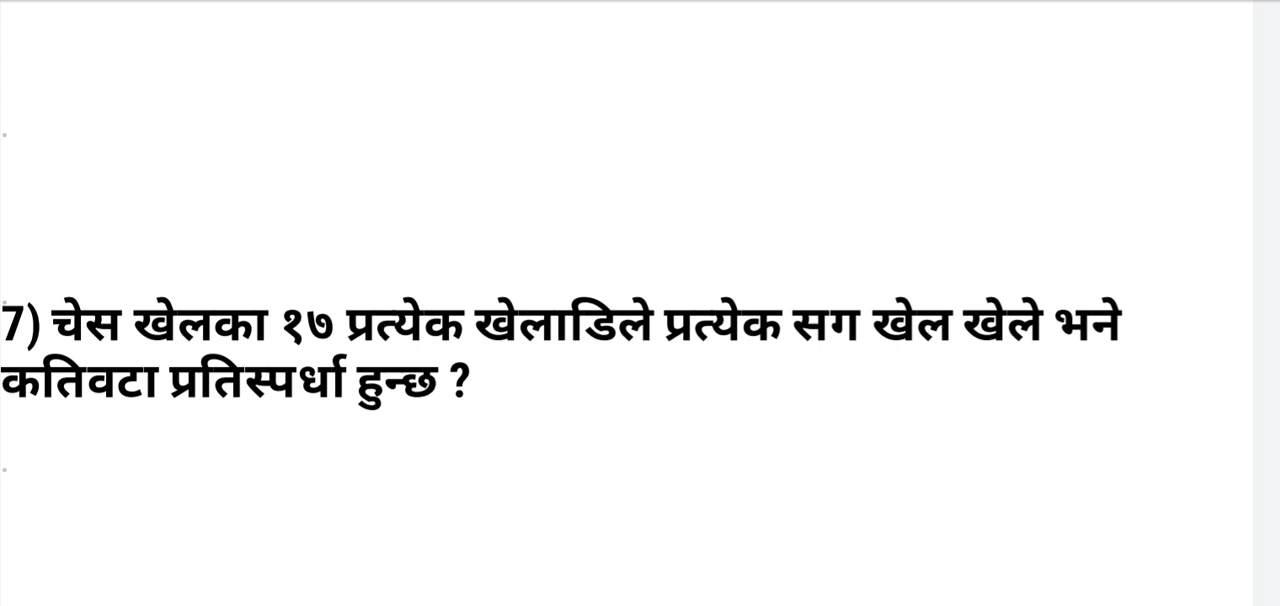 7) चेस खेलका १७ प्रत्येक खेलाडिले प्रत्येक सग खेल खेले भने
कतिवटा प्रतिस्पर्धा हुन्छ ?